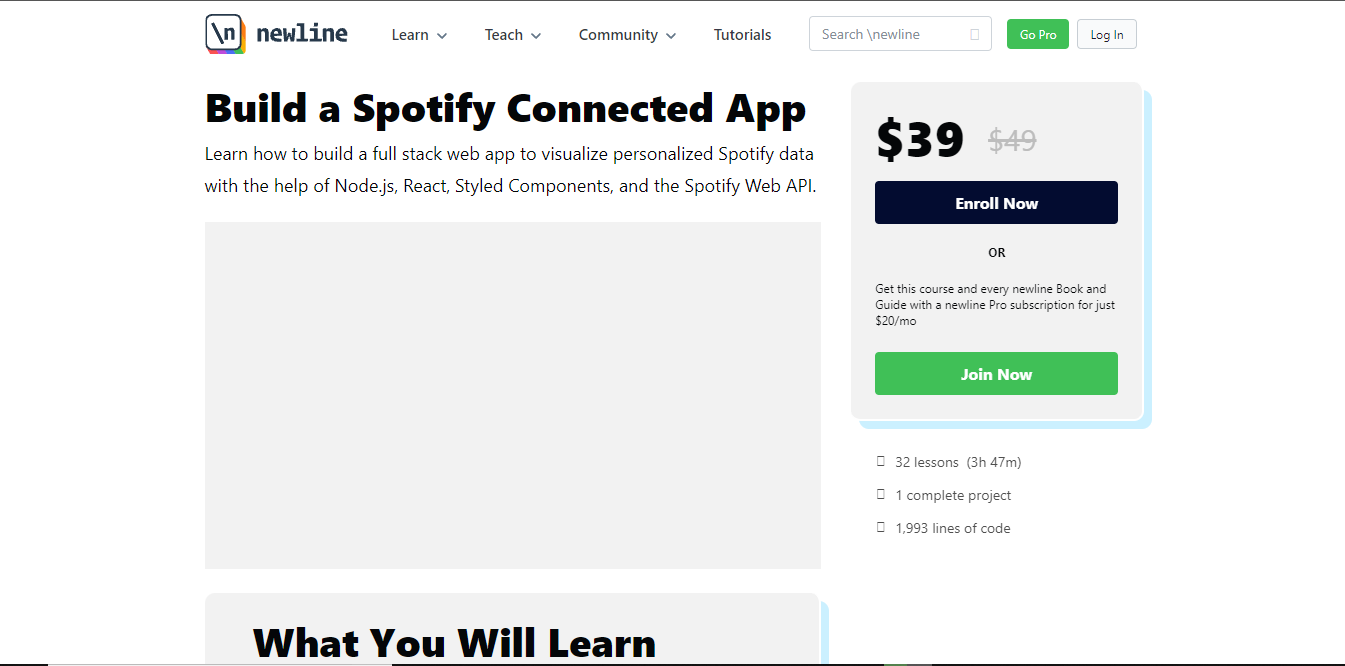 \n newline Learn Teach Community Tutorials Search \newline Go Pro Log In
Build a Spotify Connected App
Learn how to build a full stack web app to visualize personalized Spotify data
with the help of Node.js, React, Styled Components, and the Spotify Web API.
$39 $49
Enroll Now
OR
Get this course and every newline Book and
Guide with a newline Pro subscription for just
$20/mo
Join Now
32 lessons (3h 47m)
1 complete project
1,993 lines of code
What You Will Learn